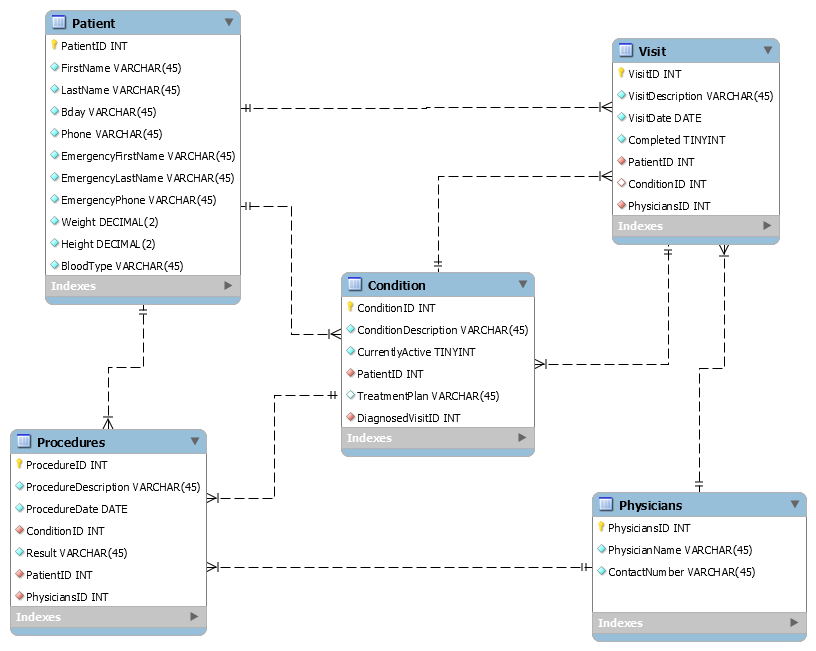 Patient
PatientID INT
FirstName VARCHAR(45)
LastName VARCHAR(45)
Bday VARCHAR(45)
Phone VARCHAR(45)
EmergencyFirstName VARCHAR(45)
EmergencyLastName VARCHAR(45)
EmergencyPhone VARCHAR(45)
Weight DECIMAL(2)
Height DECIMAL(2)
BloodType VARCHAR(45)
Indexes
Visit
VisitID INT
VisitDescription VARCHAR(45)
VisitDate DATE
Completed TINYINT
PatientID INT
ConditionID INT
PhysiciansID INT
Indexes
Condition
ConditionID INT
ConditionDescription VARCHAR(45)
CurrentlyActive TINYINT
PatientID INT
TreatmentPlan VARCHAR(45)
DiagnosedVisitID INT
Indexes
Procedures
ProcedureID INT
ProcedureDescription VARCHAR(45)
ProcedureDate DATE
ConditionID INT
Result VARCHAR(45)
PatientID INT
PhysiciansID INT
Indexes
Physicians
PhysiciansID INT
PhysicianName VARCHAR(45)
ContactNumber VARCHAR(45)
Indexes